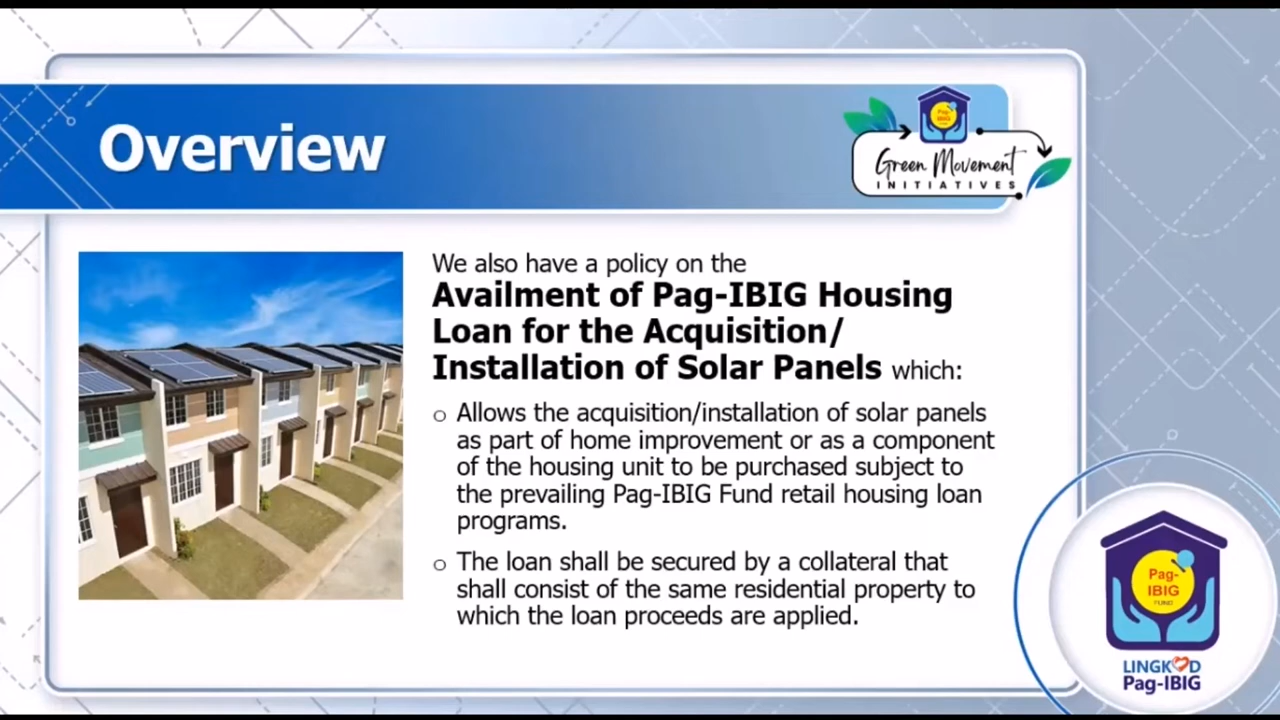 Overview
Pag-
IBIG
Green Movement
INITIATIVES
We also have a policy on the
Availment of Pag-IBIG Housing
Loan for the Acquisition/
Installation of Solar Panels which:
o Allows the acquisition/installation of solar panels
as part of home improvement or as a component
of the housing unit to be purchased subject to
the prevailing Pag-IBIG Fund retail housing loan
programs.
o The loan shall be secured by a collateral that
shall consist of the same residential property to
which the loan proceeds are applied.
Pag-
IBIG
FUND
LINGKOD
Pag-IBIG